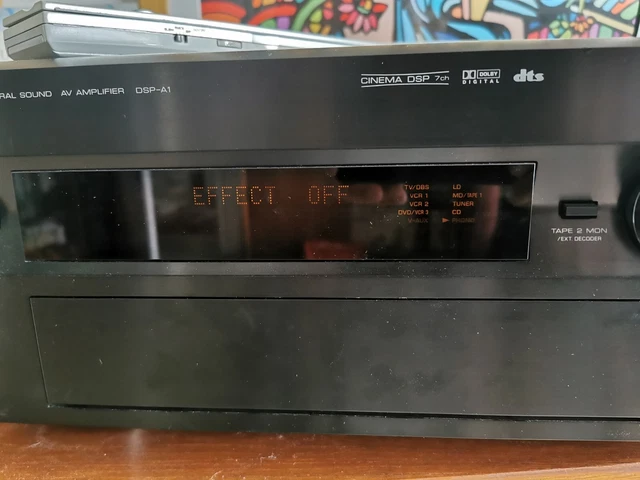 RAL SOUND AV AMPLIFIER DSP-A1
CINEMA DSP 7ch
DOLBY
DIGITAL
dts
EFFECT OFF
TV/DBS LD
VCR 1 MD/TAPE 1
VCR 2 TUNER
DVD/VCR 3 CD
V-AUX PHONO
TAPE 2 MON
/EXT DECODER